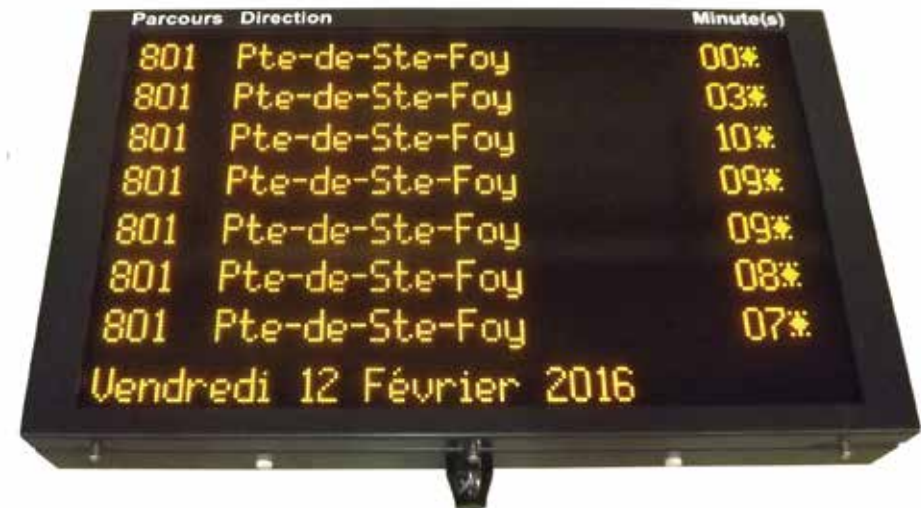 Parcours Direction Minute(s)
801 Pte-de-Ste-Foy 00
801 Pte-de-Ste-Foy 03
801 Pte-de-Ste-Foy 10
801 Pte-de-Ste-Foy 09
801 Pte-de-Ste-Foy 09
801 Pte-de-Ste-Foy 08
801 Pte-de-Ste-Foy 07
Vendredi 12 Février 2016